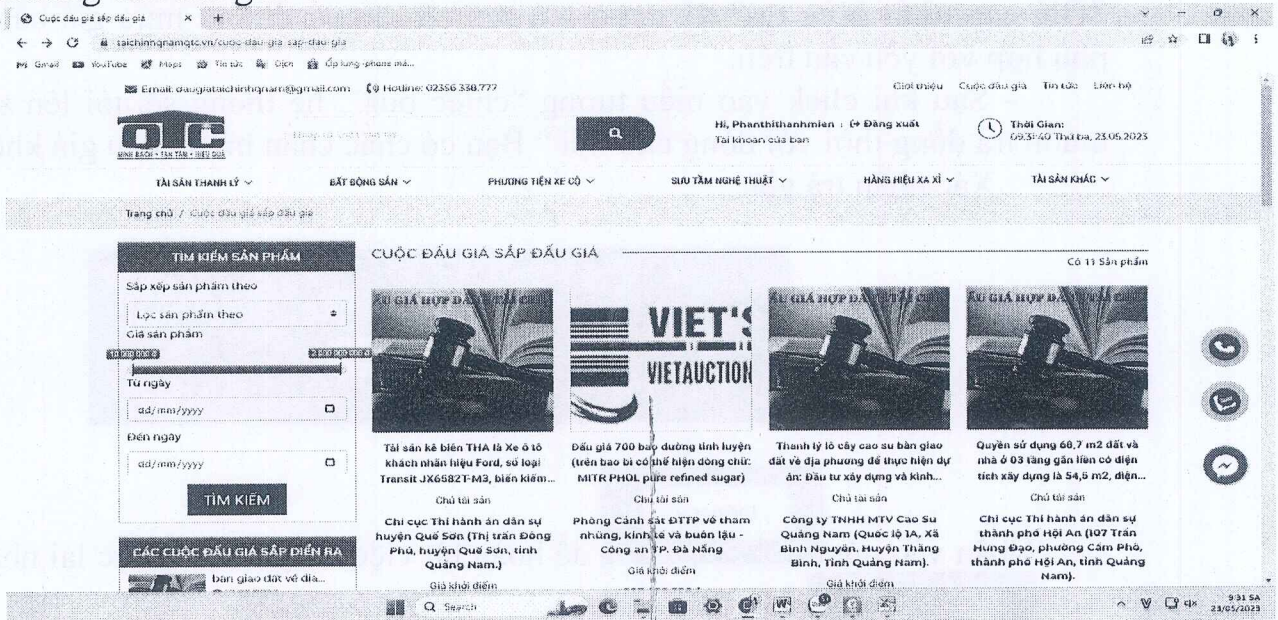 Cuộc đấu giá sắp đấu giá
taichinhqnamqtc.vn/cuoc-dau-gia-sap-dau-gia
Gmail YouTube Maps Tin tức Dịch Ốp lưng-phone má...
Email: daugiataichinhqnam@gmail.com Hotline: 02356 338.777
Giới thiệu Cuộc đấu giá Tin tức Liên hệ
MINH BẠCH • TẬN TÂM • HIỆU QUẢ
Hi, Phanthithanhmien : Đăng xuất
Tài khoản của bạn
Thời Gian:
09:31:40 Thứ ba, 23.05.2023
TÀI SẢN THANH LÝ BẤT ĐỘNG SẢN PHƯƠNG TIỆN XE CỘ SƯU TẦM NGHỆ THUẬT HÀNG HIỆU XA XỈ TÀI SẢN KHÁC
Trang chủ / Cuộc đấu giá sắp đấu giá
TÌM KIẾM SẢN PHẨM
Sắp xếp sản phẩm theo
Lọc sản phẩm theo
Giá sản phẩm
Từ ngày
dd/mm/yyyy
Đến ngày
dd/mm/yyyy
TÌM KIẾM
CÁC CUỘC ĐẤU GIÁ SẮP DIỄN RA
bàn giao đất về địa...
CUỘC ĐẤU GIÁ SẮP ĐẤU GIÁ
Có 11 Sản phẩm
VIET'S
VIETAUCTION
Tài sản kê biên THA là Xe ô tô
khách nhãn hiệu Ford, số loại
Transit JX6582T-M3, biển kiểm...
Chủ tài sản
Chi cục Thi hành án dân sự
huyện Quế Sơn (Thị trấn Đông
Phú, huyện Quế Sơn, tỉnh
Quảng Nam.)
Giá khởi điểm
Đấu giá 700 bao đường tinh luyện
(trên bao bì có thể hiện dòng chữ:
MITR PHOL pure refined sugar)
Chủ tài sản
Phòng Cảnh sát ĐTTP về tham
nhũng, kinh tế và buôn lậu -
Công an TP. Đà Nẵng
Giá khởi điểm
Thanh lý lô cây cao su bàn giao
đất về địa phương để thực hiện dự
án: Đầu tư xây dựng và kinh...
Chủ tài sản
Công ty TNHH MTV Cao Su
Quảng Nam (Quốc lộ 1A, Xã
Bình Nguyên, Huyện Thăng
Bình, Tỉnh Quảng Nam).
Giá khởi điểm
Quyền sử dụng 60,7 m2 đất và
nhà ở 03 tầng gắn liền có diện
tích xây dựng là 54,5 m2, diện...
Chủ tài sản
Chi cục Thi hành án dân sự
thành phố Hội An (107 Trần
Hưng Đạo, phường Cẩm Phô,
thành phố Hội An, tỉnh Quảng
Nam).
Search
9:31 SA
23/05/2023